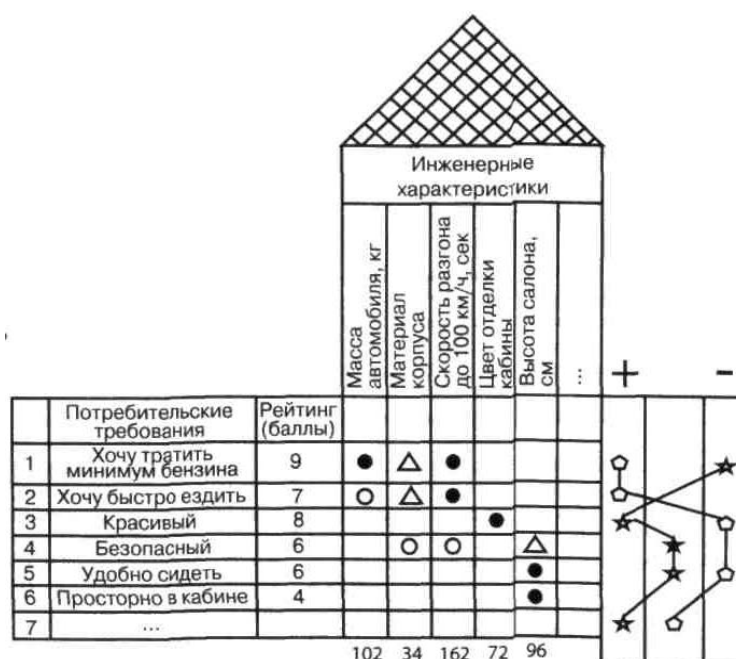 Инженерные
характеристики
Масса
автомобиля, кг
Материал
корпуса
Скорость разгона
до 100 км/ч, сек
Цвет отделки
кабины
Высота салона,
см
...
+ −
Потребительские
требования
Рейтинг
(баллы)
1 Хочу тратить
минимум бензина 9
2 Хочу быстро ездить 7
3 Красивый 8
4 Безопасный 6
5 Удобно сидеть 6
6 Просторно в кабине 4
7 ...
102 34 162 72 96